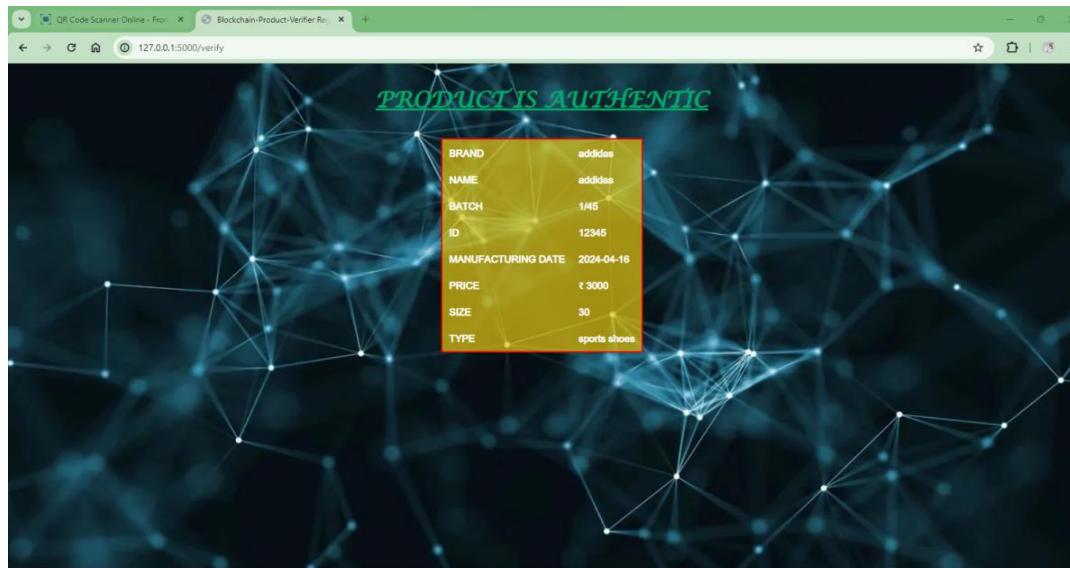 QR Code Scanner Online - Fro
Blockchain-Product-Verifier Re
127.0.0.1:5000/verify
PRODUCT IS AUTHENTIC
BRAND addidas
NAME addidas
BATCH 1/45
ID 12345
MANUFACTURING DATE 2024-04-16
PRICE ₹ 3000
SIZE 30
TYPE sports shoes